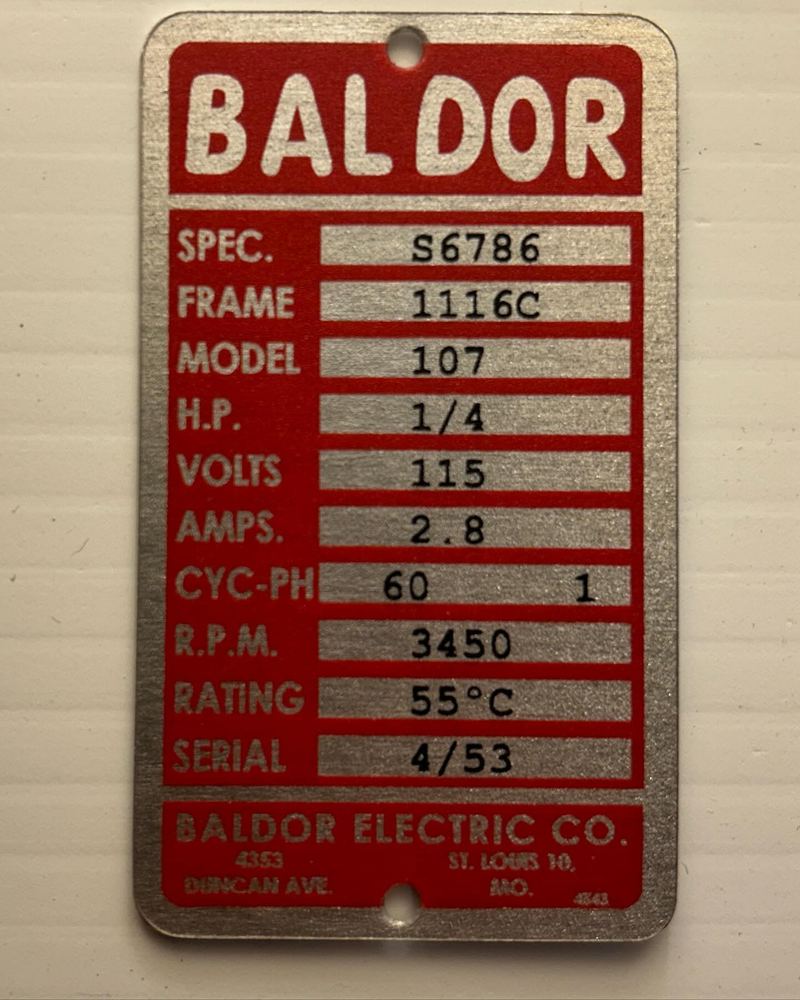 BALDOR
SPEC. S6786
FRAME 1116C
MODEL 107
H.P. 1/4
VOLTS 115
AMPS. 2.8
CYC-PH 60 1
R.P.M. 3450
RATING 55°C
SERIAL 4/53
BALDOR ELECTRIC CO.
4353 ST. LOUIS 10,
DUNCAN AVE. MO.